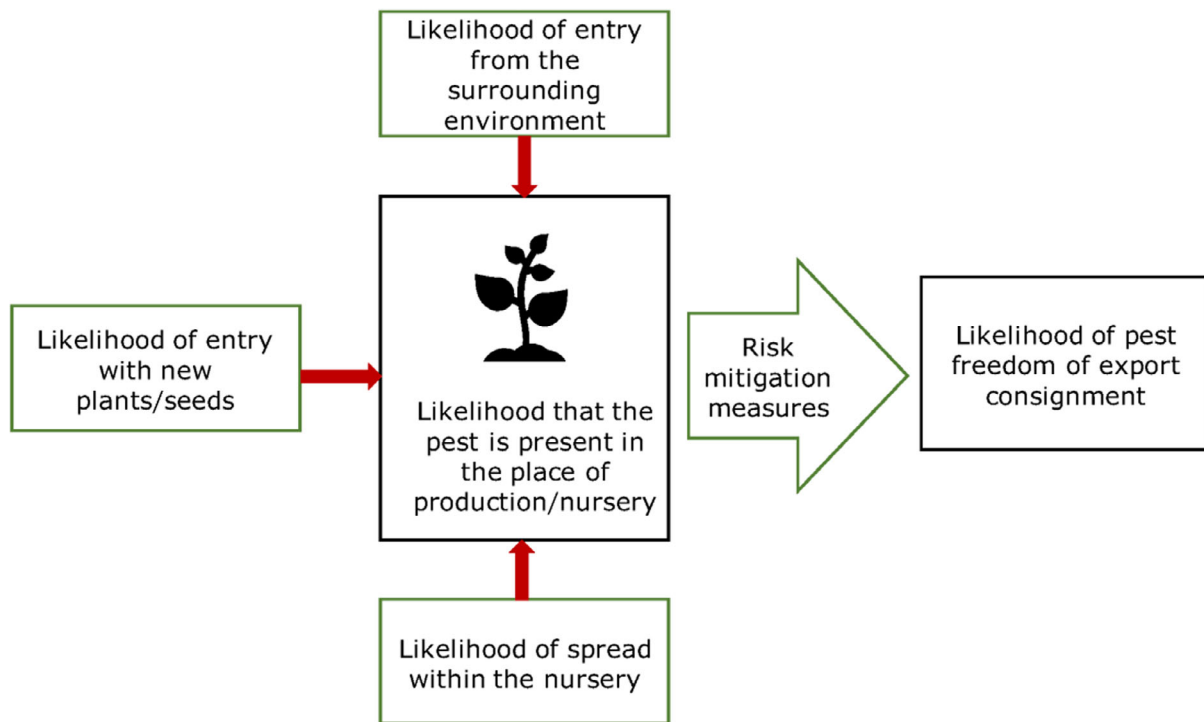 Likelihood of entry
from the
surrounding
environment
Likelihood of entry
with new
plants/seeds
Likelihood that the
pest is present in
the place of
production/nursery
Risk
mitigation
measures
Likelihood of pest
freedom of export
consignment
Likelihood of spread
within the nursery